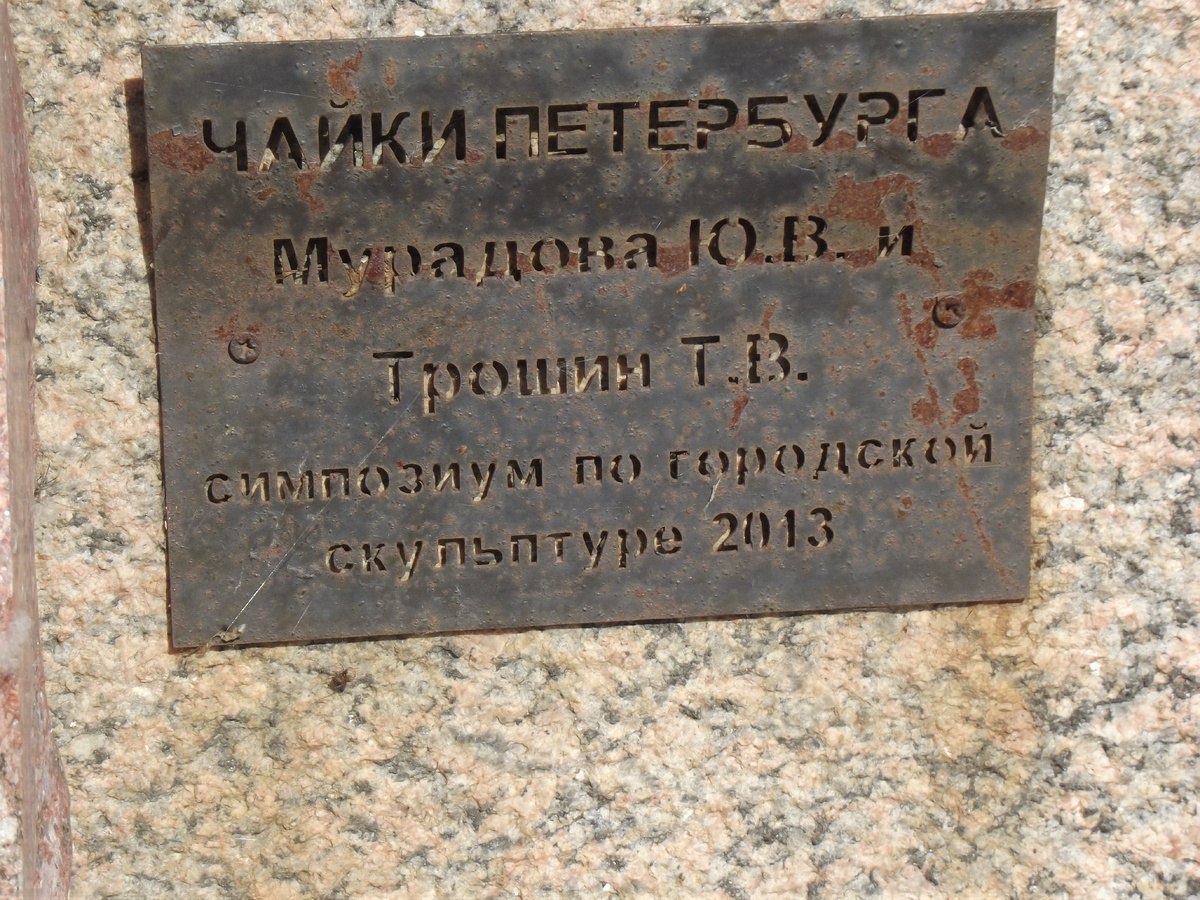 ЧАЙКИ ПЕТЕРБУРГА
Мурадова Ю.В. и
Трошин Т.В.
симпозиум по городской
скульптуре 2013